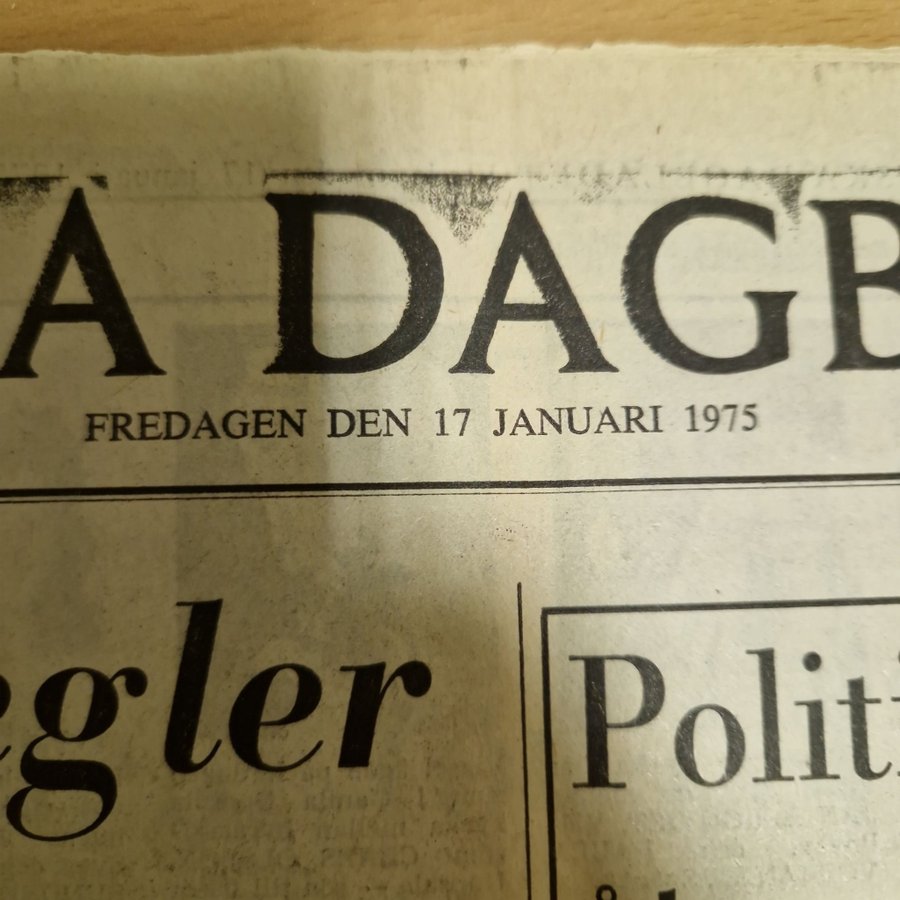 A DAGB
FREDAGEN DEN 17 JANUARI 1975
egler
Politi